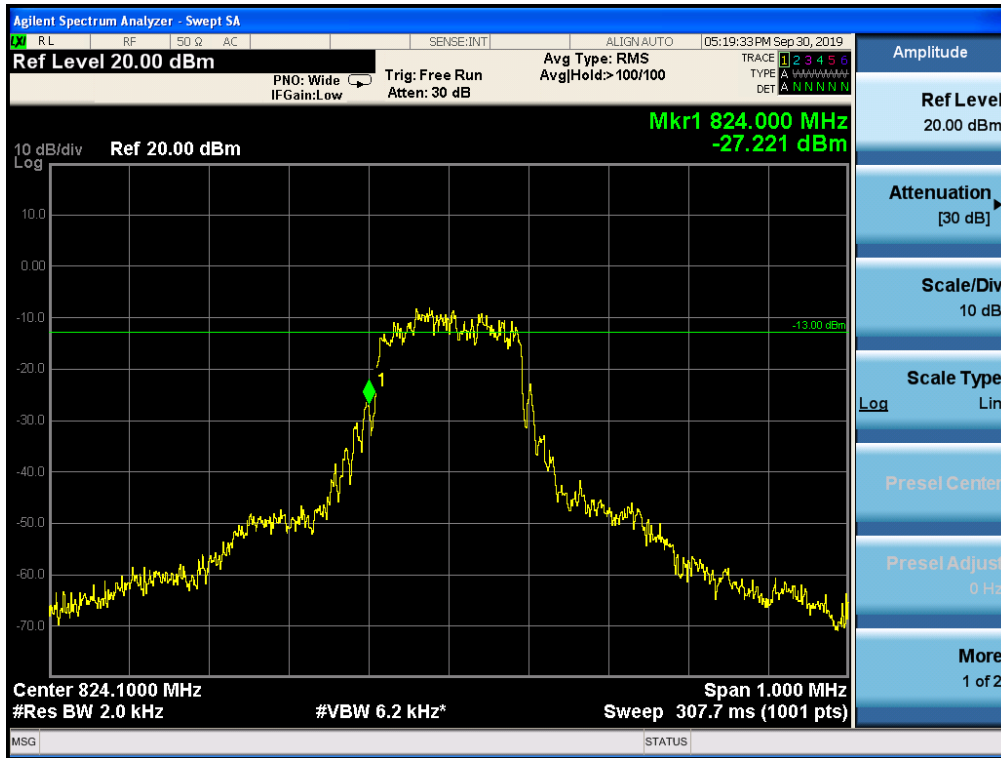 Agilent Spectrum Analyzer - Swept SA
LXI RL RF 50 Ω AC SENSE:INT ALIGN AUTO 05:19:33 PM Sep 30, 2019
Ref Level 20.00 dBm
PNO: Wide
IFGain:Low
Trig: Free Run
Atten: 30 dB
Avg Type: RMS
Avg|Hold:> 100/100
TRACE 1 2 3 4 5 6
TYPE A WWWWW
DET A N N N N N
Mkr1 824.000 MHz
-27.221 dBm
10 dB/div Ref 20.00 dBm
Log
10.0
0.00
-10.0
-13.00 dBm
-20.0
1
-30.0
-40.0
-50.0
-60.0
-70.0
Center 824.1000 MHz Span 1.000 MHz
#Res BW 2.0 kHz #VBW 6.2 kHz* Sweep 307.7 ms (1001 pts)
MSG STATUS
Amplitude
Ref Level
20.00 dBm
Attenuation
[30 dB]
Scale/Div
10 dB
Scale Type
Log Lin
Presel Center
Presel Adjust
0 Hz
More
1 of 2